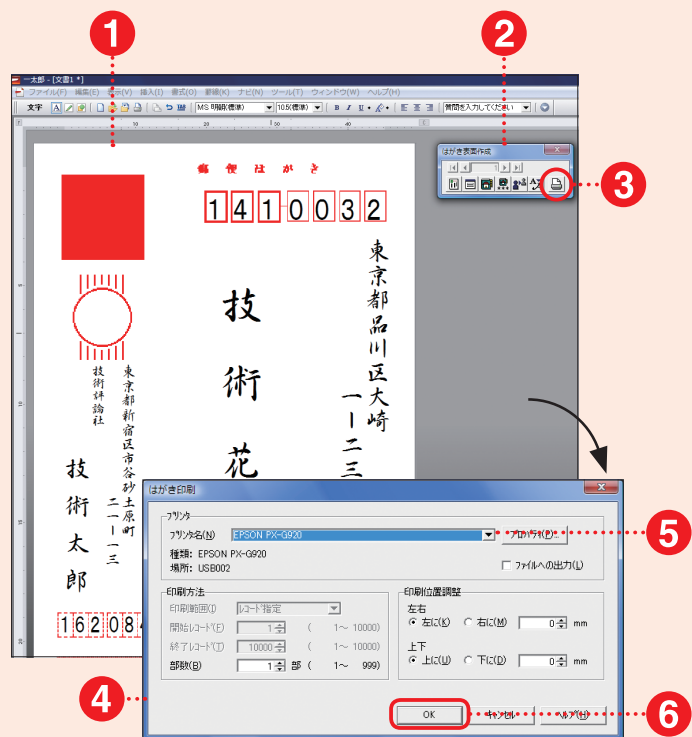 1
2
一太郎 - [文書1 *]
ファイル(F) 編集(E) 表示(V) 挿入(I) 書式(O) 罫線(K) ナビ(N) ツール(T) ウィンドウ(W) ヘルプ(H)
文字 MS 明朝(標準) 10.5(標準) B I U 質問を入力してください
10 20 30 40
はがき表面作成
1
3
郵便はがき
141-0032
東京都品川区大崎
一ー二三
技術花
東京都新宿区市谷砂土原町
二一ー一三
技術評論社
技術太郎
16208
はがき印刷
プリンタ
プリンタ名(N) EPSON PX-G920 プロパティ(P)...
5
種類: EPSON PX-G920
場所: USB002
ファイルへの出力(L)
印刷方法
印刷範囲(I) レコード指定
開始レコード(F) 1 ( 1～ 10000)
終了レコード(T) 10000 ( 1～ 10000)
部数(B) 1 部 ( 1～ 999)
印刷位置調整
左右
左に(K) 右に(M) 0 mm
上下
上に(U) 下に(D) 0 mm
4
OK キャンセル ヘルプ(H)
6